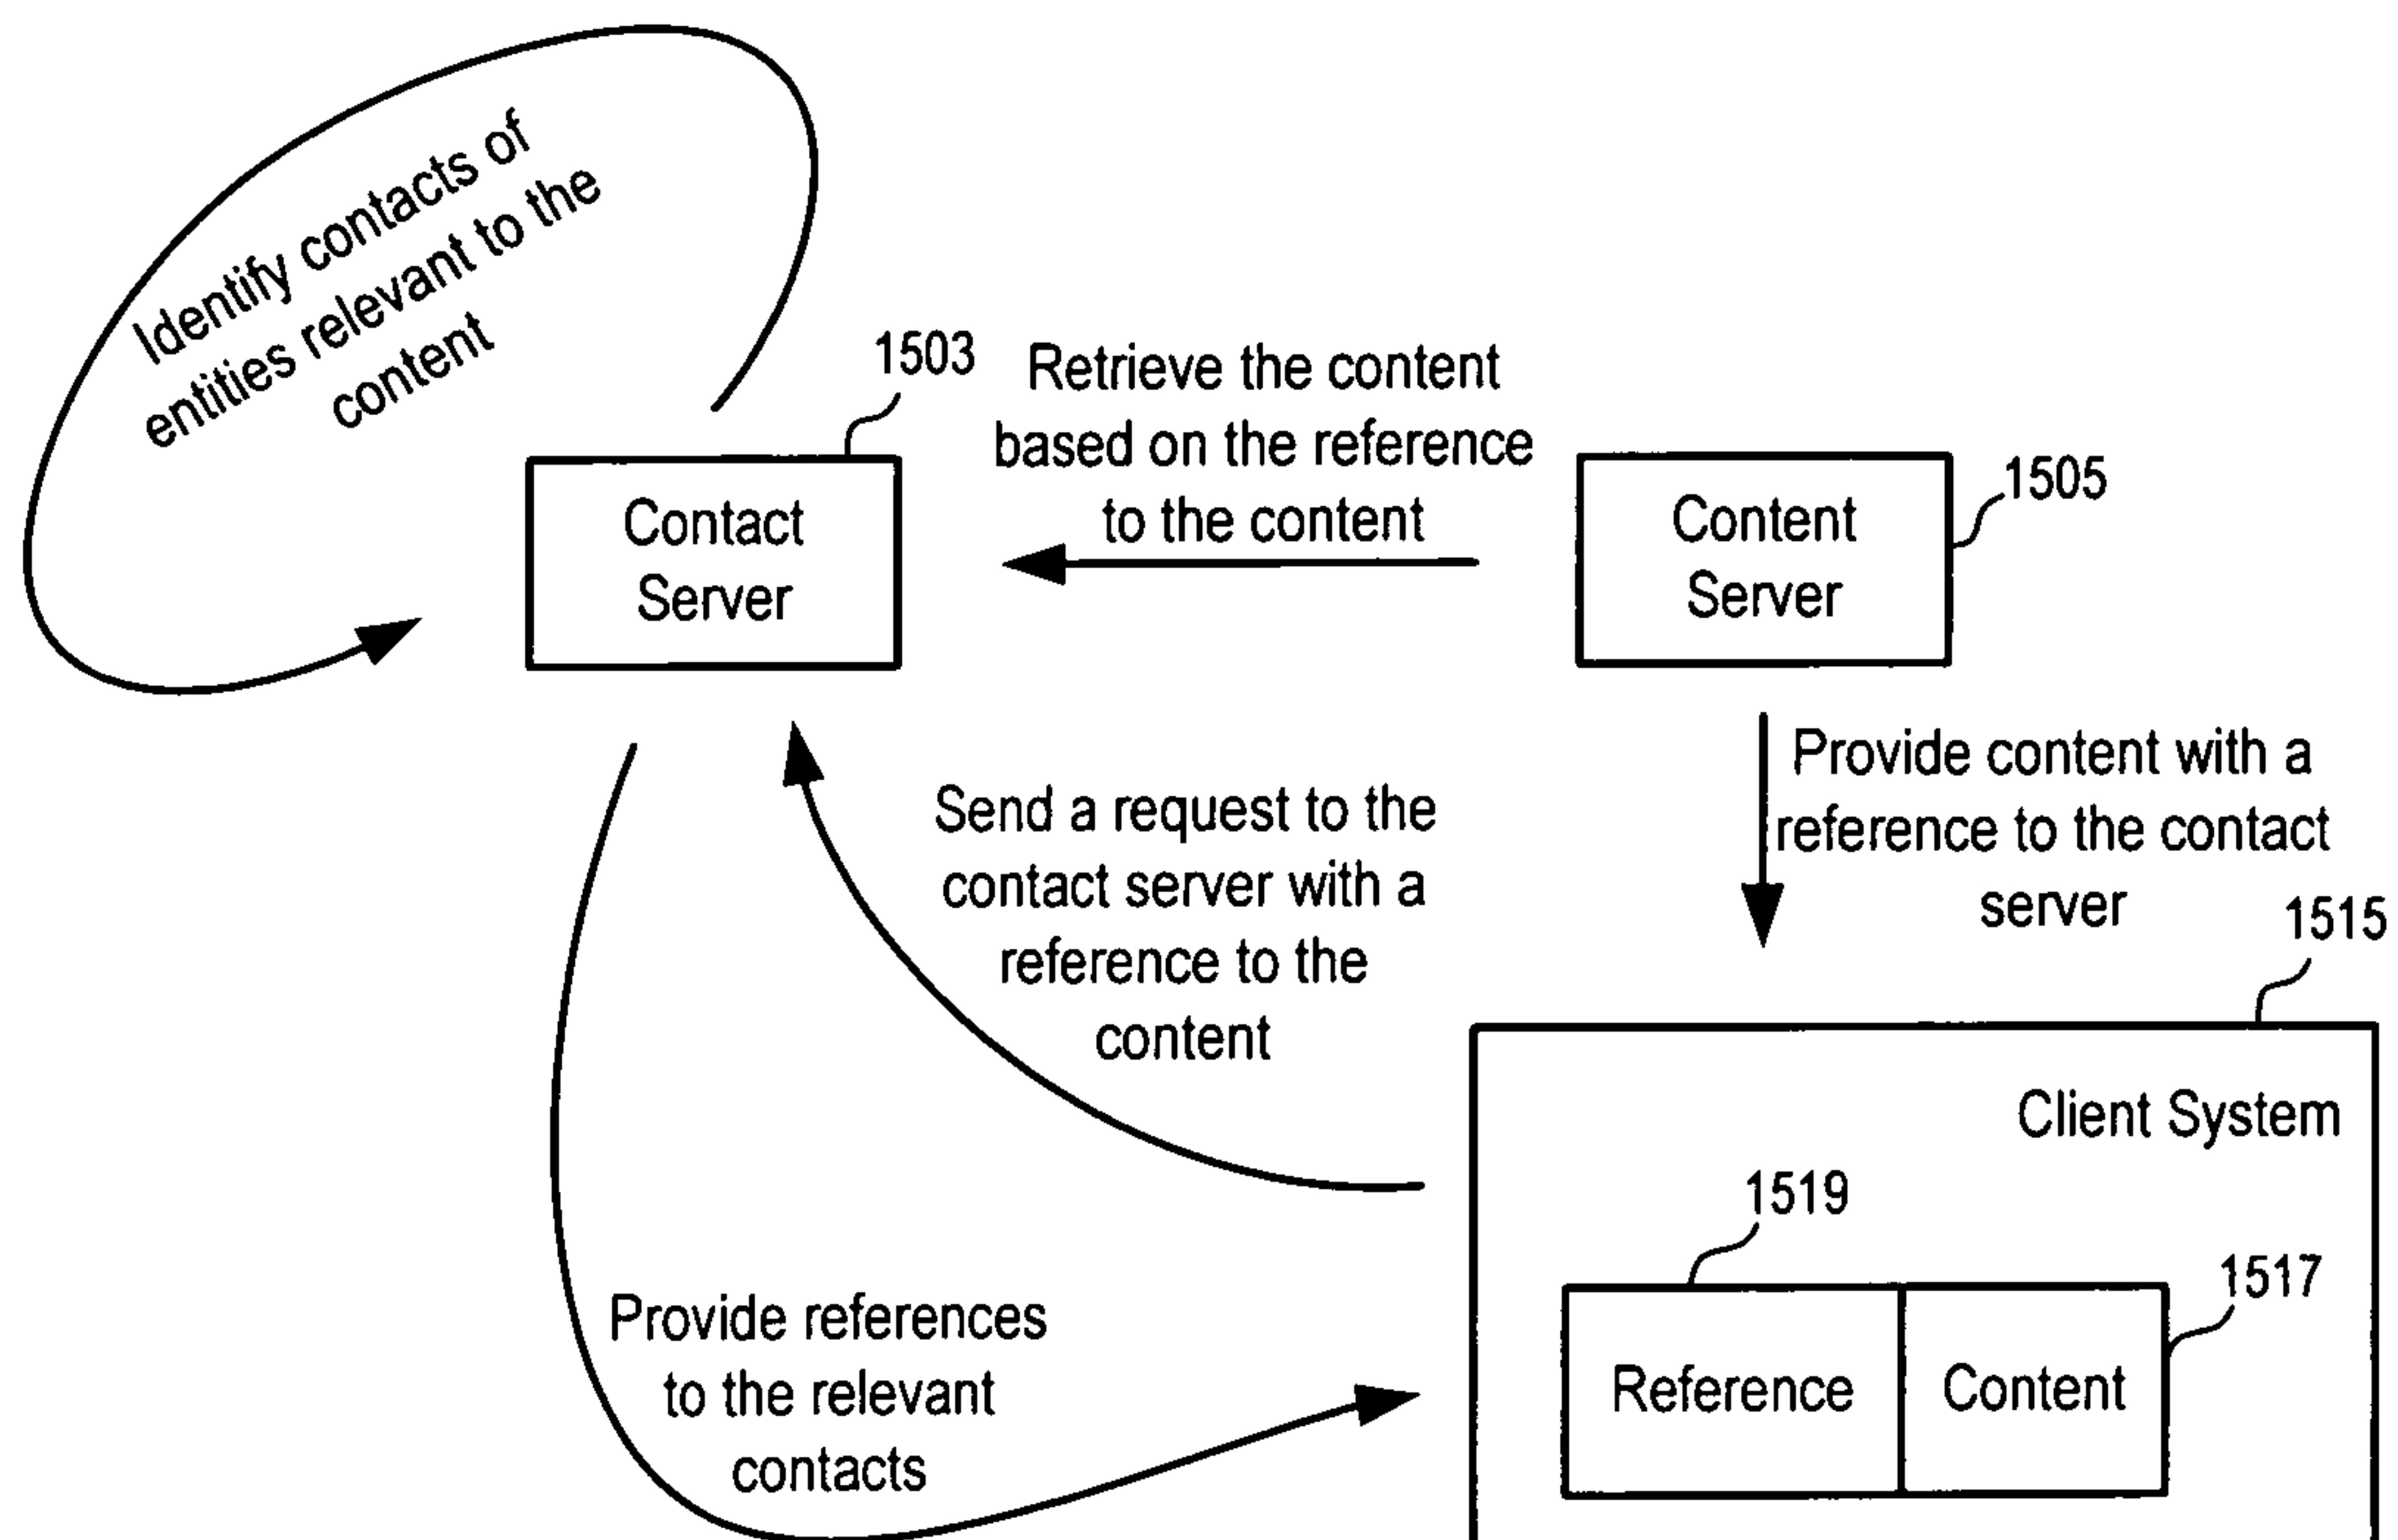 Identify contacts of
entities relevant to the
content
1503
Contact
Server
Retrieve the content
based on the reference
to the content
1505
Content
Server
Provide content with a
reference to the contact
server
Send a request to the
contact server with a
reference to the
content
1515
Client System
1519
1517
Reference
Content
Provide references
to the relevant
contacts